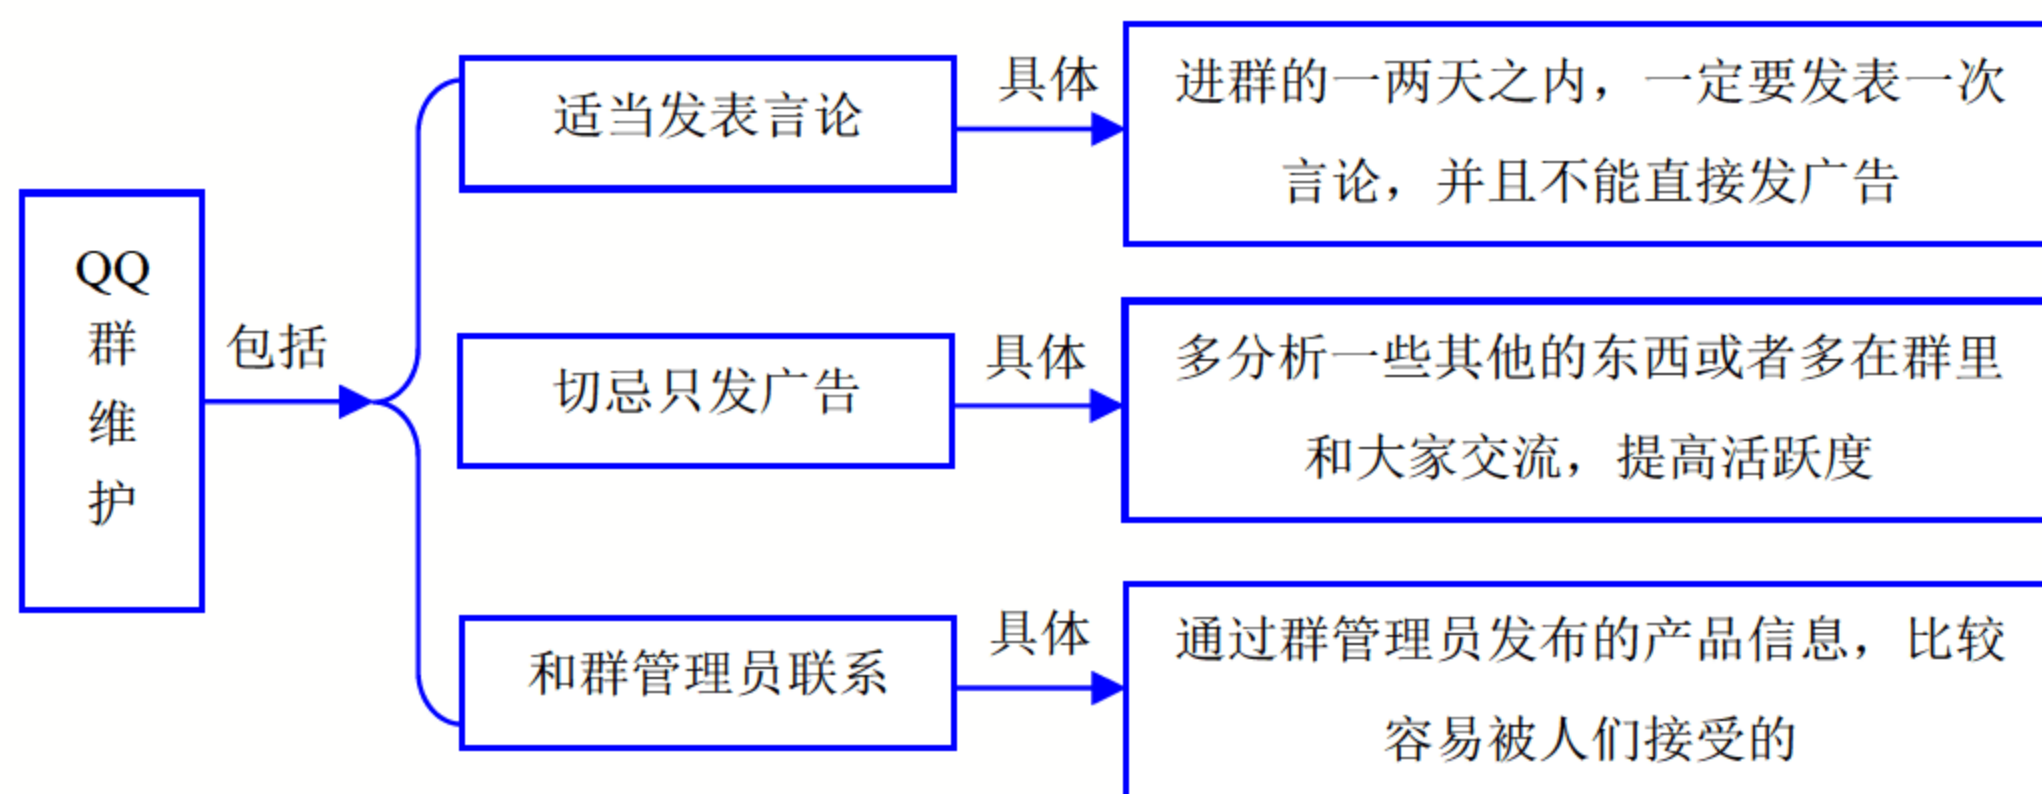 QQ
群
维
护
包括
适当发表言论
具体
进群的一两天之内，一定要发表一次
言论，并且不能直接发广告
切忌只发广告
具体
多分析一些其他的东西或者多在群里
和大家交流，提高活跃度
和群管理员联系
具体
通过群管理员发布的产品信息，比较
容易被人们接受的